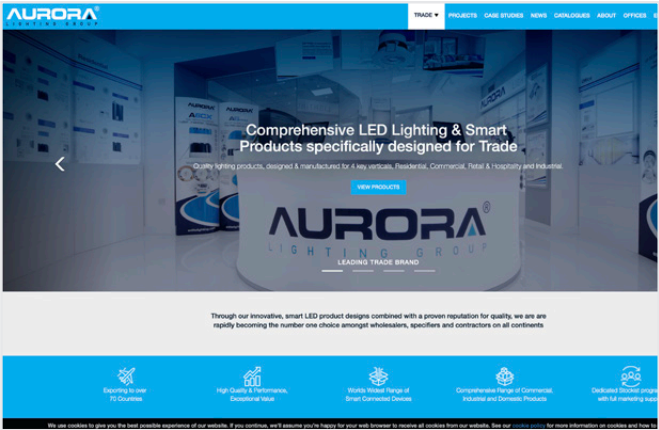 AURORA®
LIGHTING GROUP
TRADE ▼ PROJECTS CASE STUDIES NEWS CATALOGUES ABOUT OFFICES E
AURORA
AURORA
AURORA
Comprehensive LED Lighting & Smart
Products specifically designed for Trade
Quality lighting products, designed & manufactured for 4 key verticals, Residential, Commercial, Retail & Hospitality and Industrial.
VIEW PRODUCTS
AURORA®
LIGHTING GROUP
LEADING TRADE BRAND
Through our innovative, smart LED product designs combined with a proven reputation for quality, we are are
rapidly becoming the number one choice amongst wholesalers, specifiers and contractors on all continents
Exporting to over
70 Countries
High Quality & Performance,
Exceptional Value
Worlds Widest Range of
Smart Connected Devices
Comprehensive Range of Commercial,
Industrial and Domestic Products
Dedicated Stockist progra
with full marketing supp
We use cookies to give you the best possible experience of our website. If you continue, we'll assume you're happy for your web browser to receive all cookies from our website. See our cookie policy for more information on cookies and how to